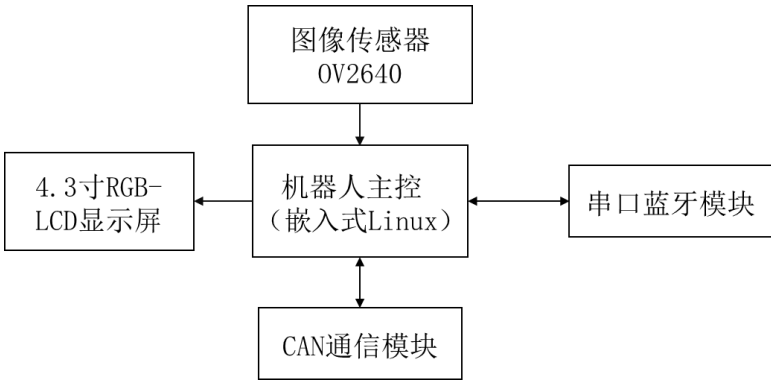 图像传感器
OV2640
4.3寸RGB-
LCD显示屏
机器人主控
（嵌入式Linux）
串口蓝牙模块
CAN通信模块